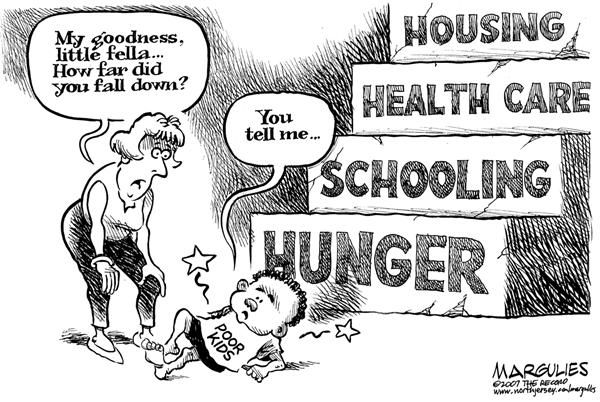 My goodness,
little fella...
How far did
you fall down?
You
tell me...
HOUSING
HEALTH CARE
SCHOOLING
HUNGER
POOR
KIDS
MARGULIES
©2007 THE RECORD
www.northjersey.com/margulies